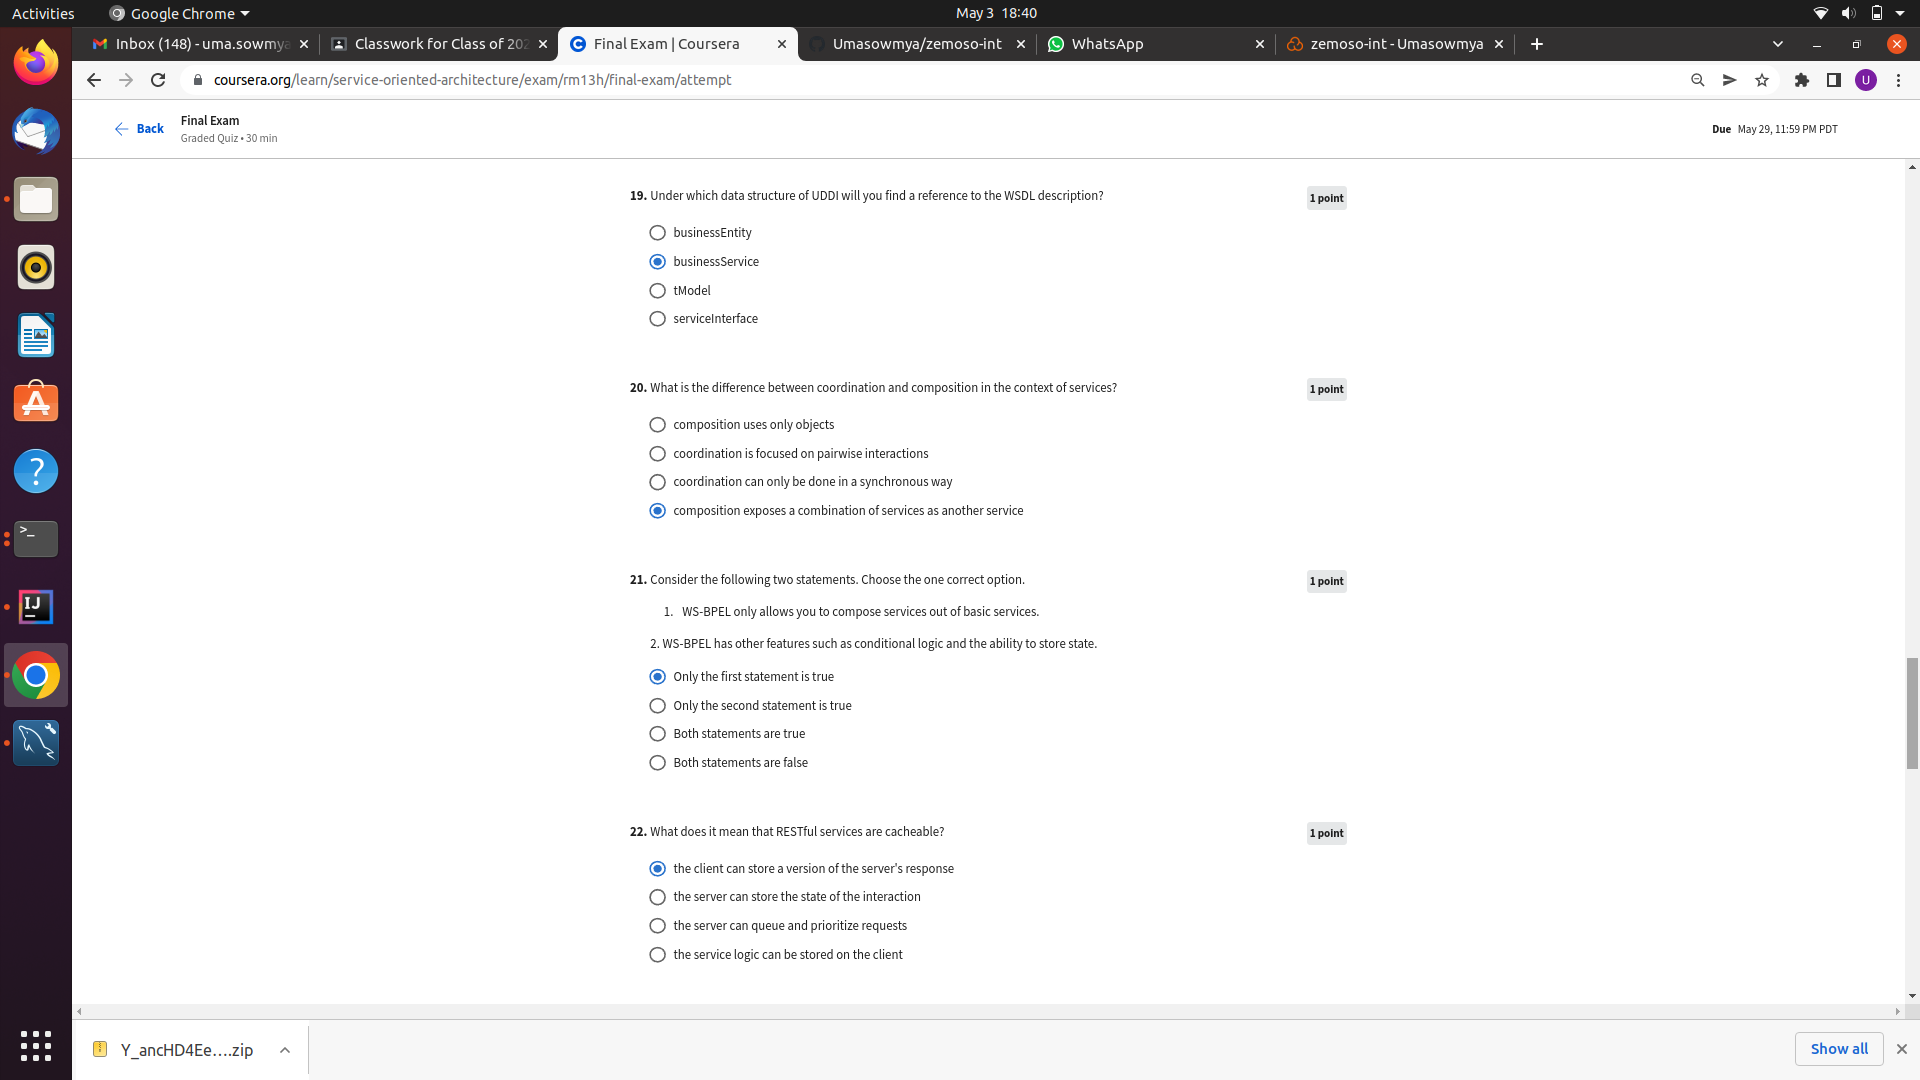 Activities
Google Chrome
May 3 18:40
Inbox (148) - uma.sowmya
Classwork for Class of 202
Final Exam | Coursera
Umasowmya/zemoso-int
WhatsApp
zemoso-int - Umasowmya
coursera.org/learn/service-oriented-architecture/exam/rm13h/final-exam/attempt
U
Back
Final Exam
Graded Quiz • 30 min
Due May 29, 11:59 PM PDT
19. Under which data structure of UDDI will you find a reference to the WSDL description?
1 point
businessEntity
businessService
tModel
serviceInterface
20. What is the difference between coordination and composition in the context of services?
1 point
composition uses only objects
coordination is focused on pairwise interactions
coordination can only be done in a synchronous way
composition exposes a combination of services as another service
21. Consider the following two statements. Choose the one correct option.
1 point
1. WS-BPEL only allows you to compose services out of basic services.
2. WS-BPEL has other features such as conditional logic and the ability to store state.
Only the first statement is true
Only the second statement is true
Both statements are true
Both statements are false
22. What does it mean that RESTful services are cacheable?
1 point
the client can store a version of the server's response
the server can store the state of the interaction
the server can queue and prioritize requests
the service logic can be stored on the client
Y_ancHD4Ee....zip
Show all